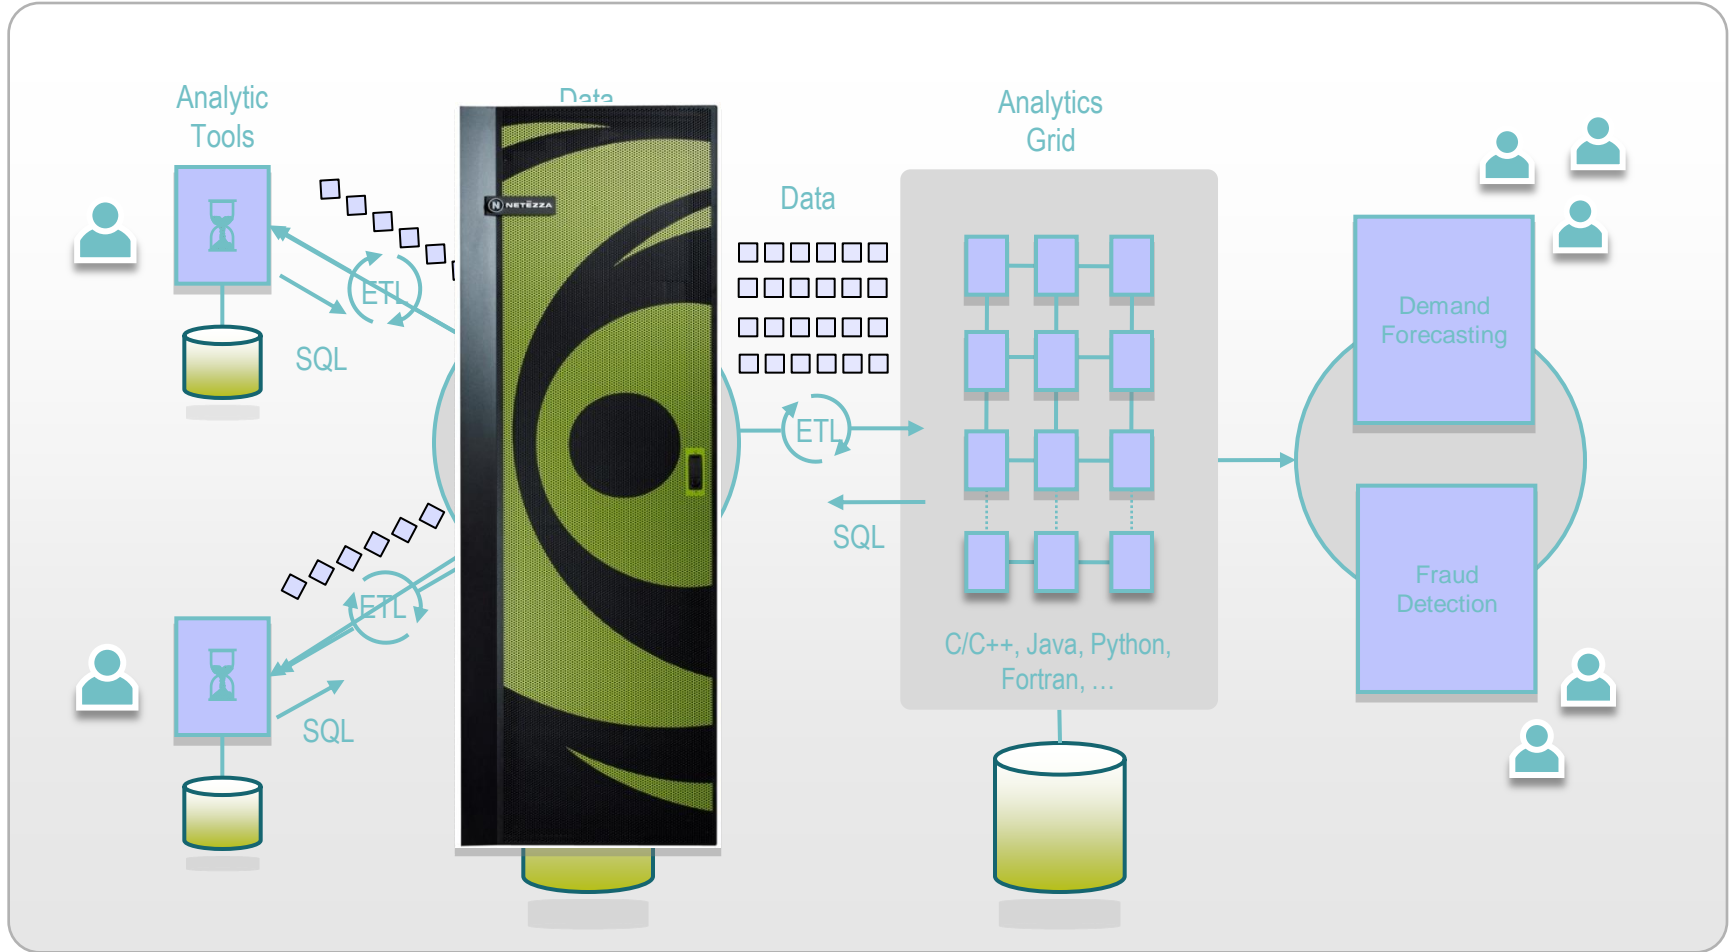 Analytic
Tools
Data
Analytics
Grid
Data
NETËZZA
ETL
SQL
ETL
SQL
ETL
SQL
C/C++, Java, Python,
Fortran, …
Demand
Forecasting
Fraud
Detection